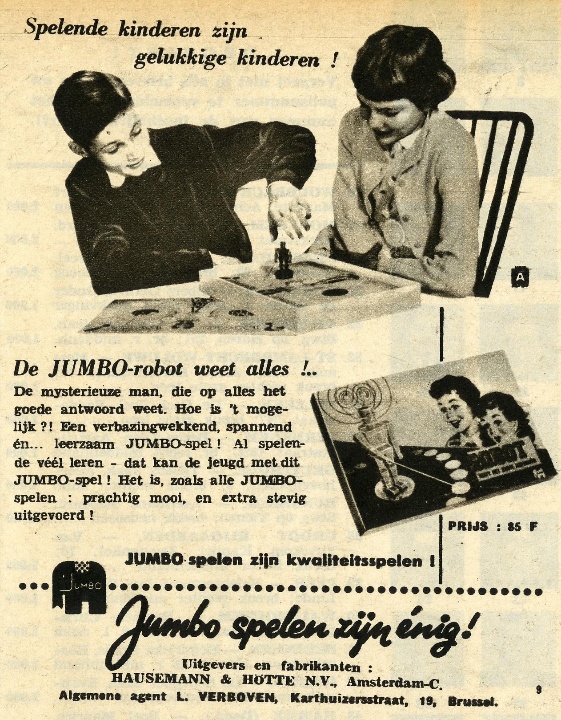 Spelende kinderen zijn
gelukkige kinderen !
A
De JUMBO-robot weet alles !..
De mysterieuze man, die op alles het
goede antwoord weet. Hoe is 't moge-
lijk ?! Een verbazingwekkend, spannend
én... leerzaam JUMBO-spel ! Al spelen-
de véél leren - dat kan de jeugd met dit
JUMBO-spel ! Het is, zoals alle JUMBO-
spelen : prachtig mooi, en extra stevig
uitgevoerd !
ROBOT
PRIJS : 85 F
JUMBO spelen zijn kwaliteitsspelen !
JUMBO
Jumbo spelen zijn énig!
Uitgevers en fabrikanten :
HAUSEMANN & HÖTTE N.V., Amsterdam-C.
Algemene agent L. VERBOVEN, Karthuizersstraat, 19, Brussel.
9